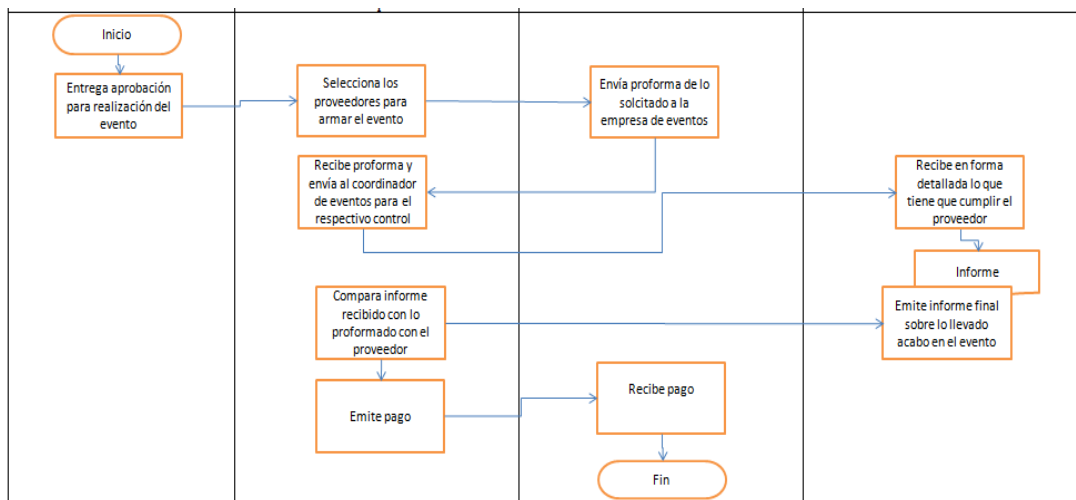 Inicio
Entrega aprobación
para realización del
evento
Selecciona los
proveedores para
armar el evento
Envía proforma de lo
solcitado a la
empresa de eventos
Recibe proforma y
envía al coordinador
de eventos para el
respectivo control
Recibe en forma
detallada lo que
tiene que cumplir el
proveedor
Informe
Compara informe
recibido con lo
proformado con el
proveedor
Emite informe final
sobre lo llevado
acabo en el evento
Emite pago
Recibe pago
Fin